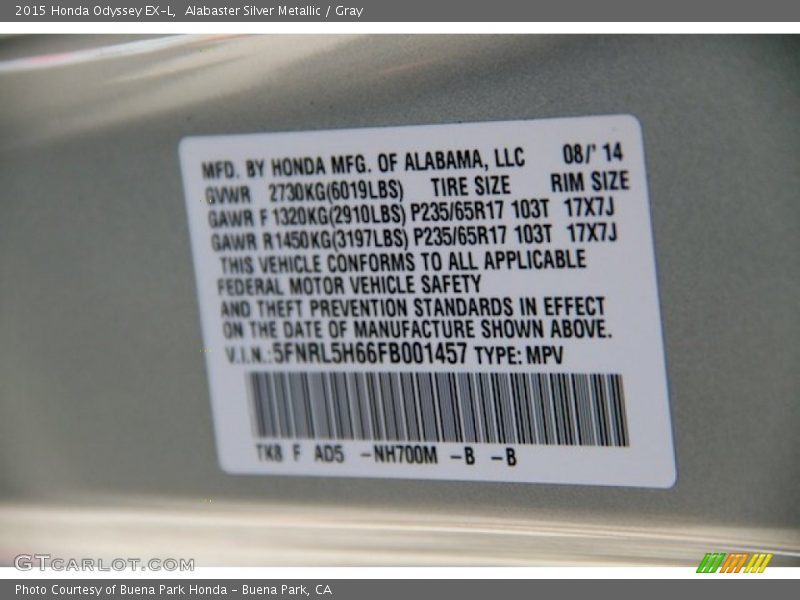 2015 Honda Odyssey EX-L,  Alabaster Silver Metallic / Gray
MFD. BY HONDA MFG. OF ALABAMA, LLC 08/' 14
GVWR 2730KG(6019LBS) TIRE SIZE RIM SIZE
GAWR F 1320KG(2910LBS) P235/65R17 103T 17X7J
GAWR R 1450KG(3197LBS) P235/65R17 103T 17X7J
THIS VEHICLE CONFORMS TO ALL APPLICABLE
FEDERAL MOTOR VEHICLE SAFETY
AND THEFT PREVENTION STANDARDS IN EFFECT
ON THE DATE OF MANUFACTURE SHOWN ABOVE.
V.I.N.: 5FNRL5H66FB001457 TYPE: MPV
TK8 F AD5 -NH700M -B -B
GTCARLOT.COM
Photo Courtesy of Buena Park Honda - Buena Park, CA